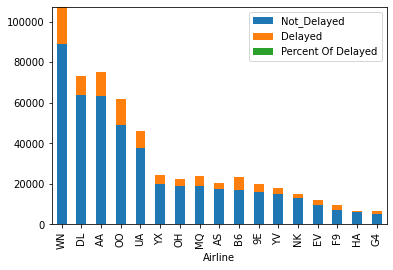 Not_Delayed
Delayed
Percent Of Delayed
100000
80000
60000
40000
20000
0
WN DL AA OO UA YX OH MQ AS B6 9E YV NK EV F9 HA G4
Airline